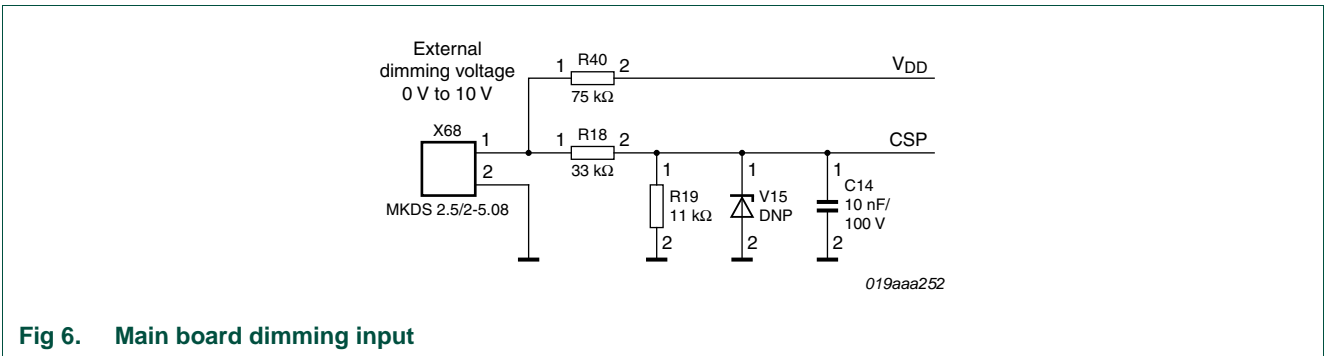 External
dimming voltage
0 V to 10 V
1 R40 2
75 kΩ
VDD
X68
1
2
MKDS 2.5/2-5.08
1 R18 2
33 kΩ
CSP
1
R19
11 kΩ
2
1
V15
DNP
2
1
C14
10 nF/
100 V
2
019aaa252
Fig 6. Main board dimming input